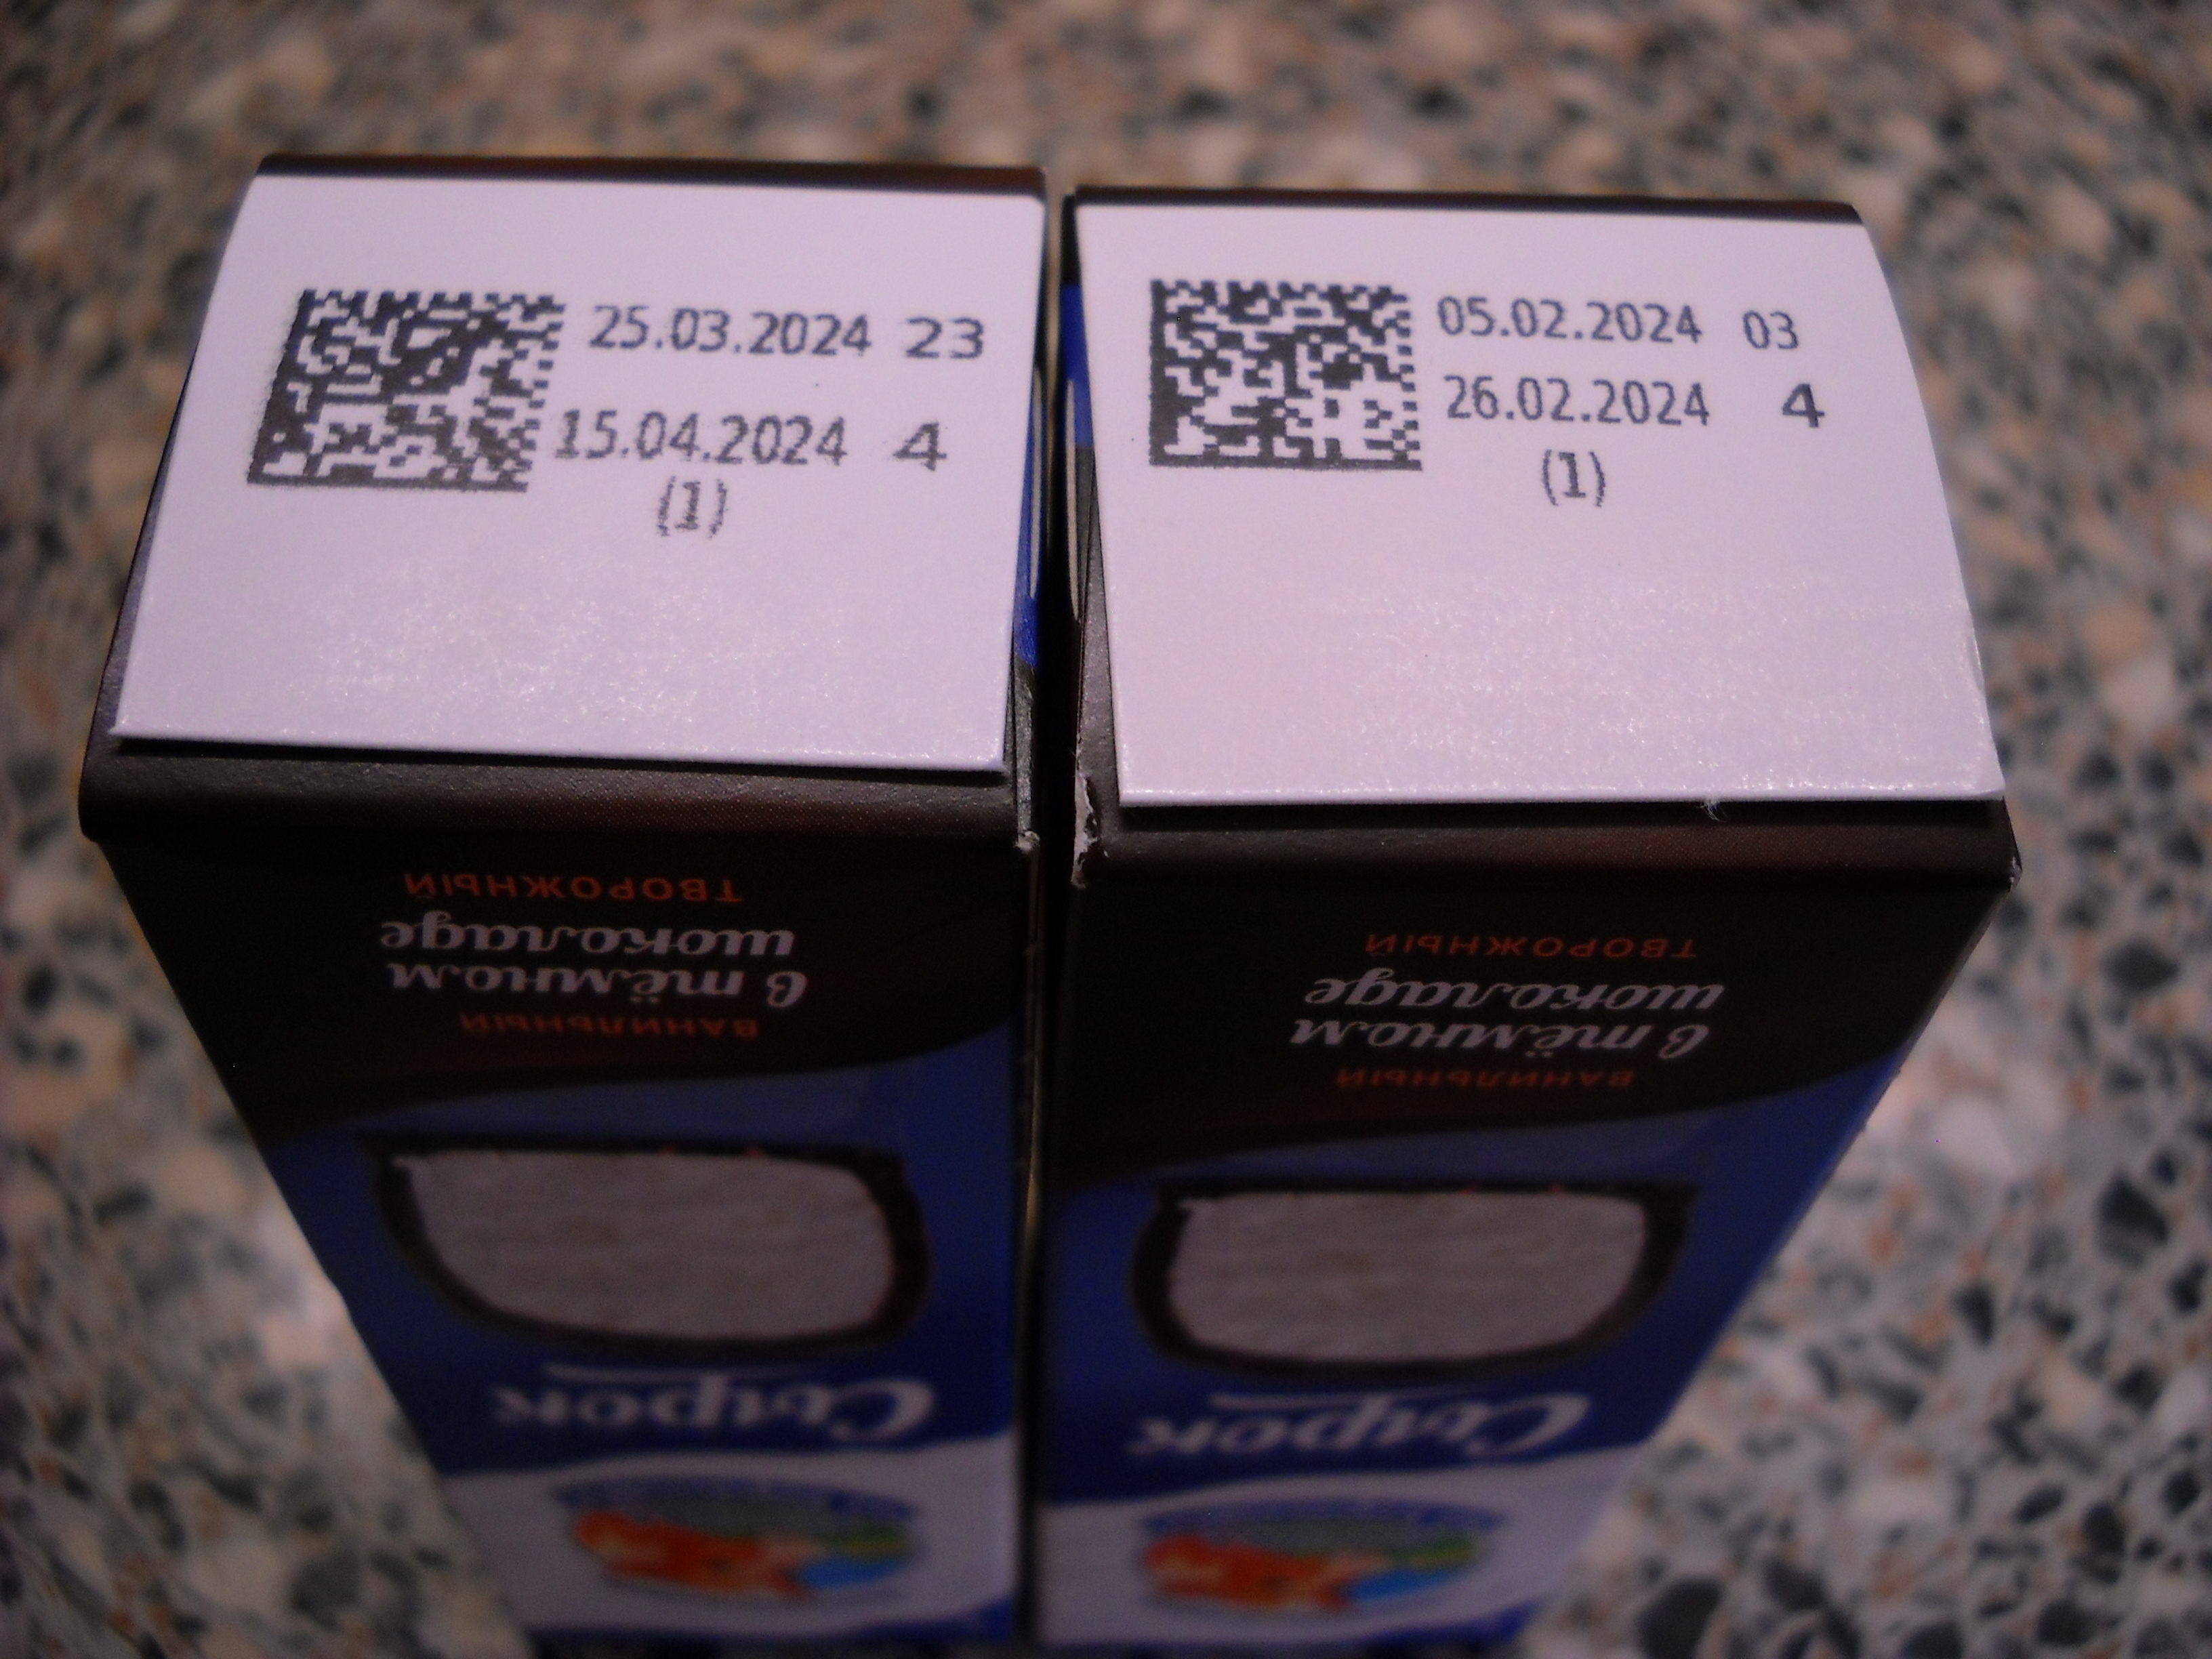 25.03.2024 23
15.04.2024 4
(1)
ТВОРОЖНЫЙ
шоколаде
в тёмном
ВАНИЛЬНЫЙ
Сырок
05.02.2024 03
26.02.2024 4
(1)
ТВОРОЖНЫЙ
шоколаде
в тёмном
ВАНИЛЬНЫЙ
Сырок